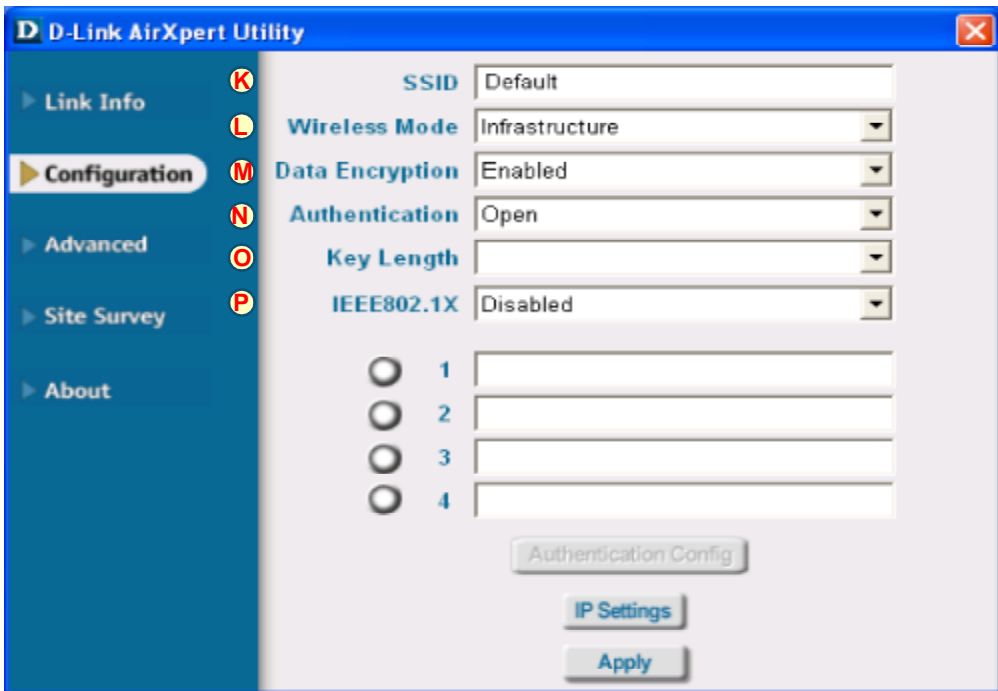 D D-Link AirXpert Utility
Link Info
Configuration
Advanced
Site Survey
About
K SSID Default
L Wireless Mode Infrastructure
M Data Encryption Enabled
N Authentication Open
O Key Length
P IEEE802.1X Disabled
1
2
3
4
Authentication Config
IP Settings
Apply